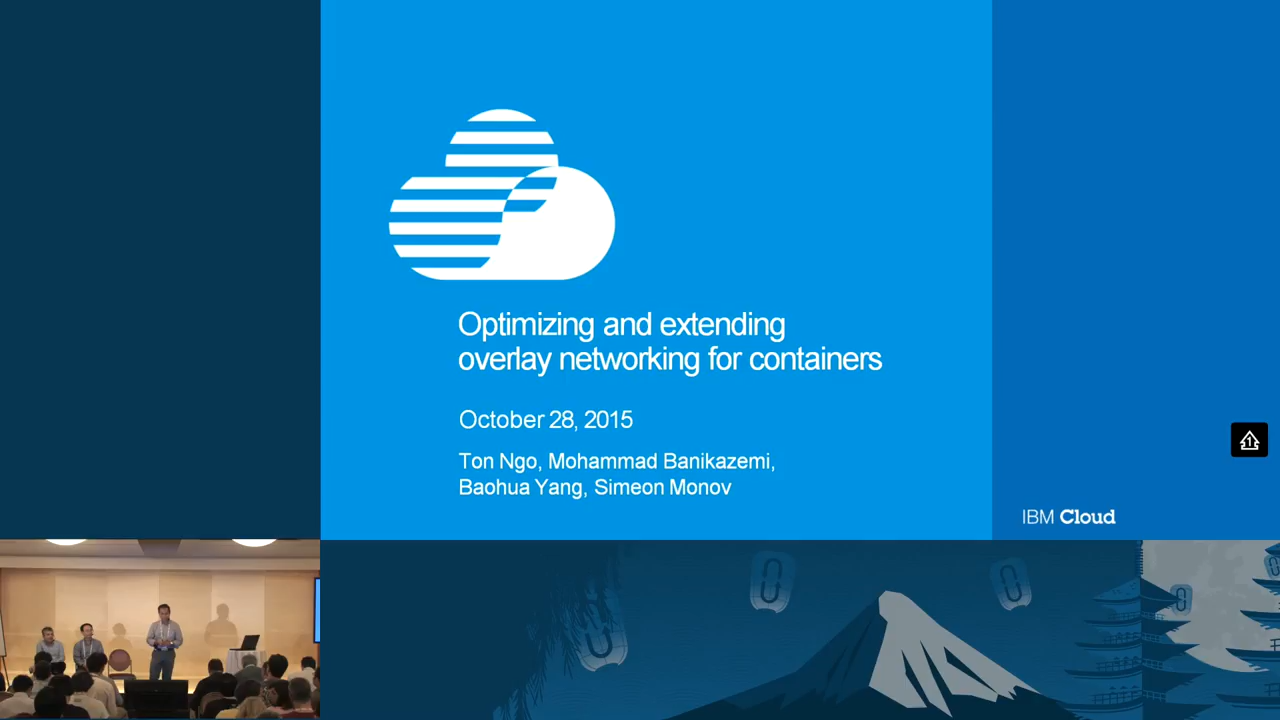 Optimizing and extending
overlay networking for containers
October 28, 2015
Ton Ngo, Mohammad Banikazemi,
Baohua Yang, Simeon Monov
IBM Cloud
1